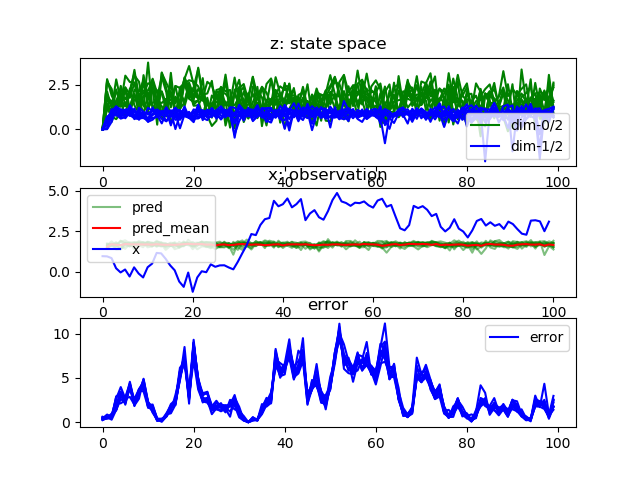 z: state space
2.5
0.0
dim-0/2
dim-1/2
0 20 40 60 80 100
x: observation
5.0
2.5
0.0
pred
pred_mean
x
0 20 40 60 80 100
error
10
5
0
error
0 20 40 60 80 100